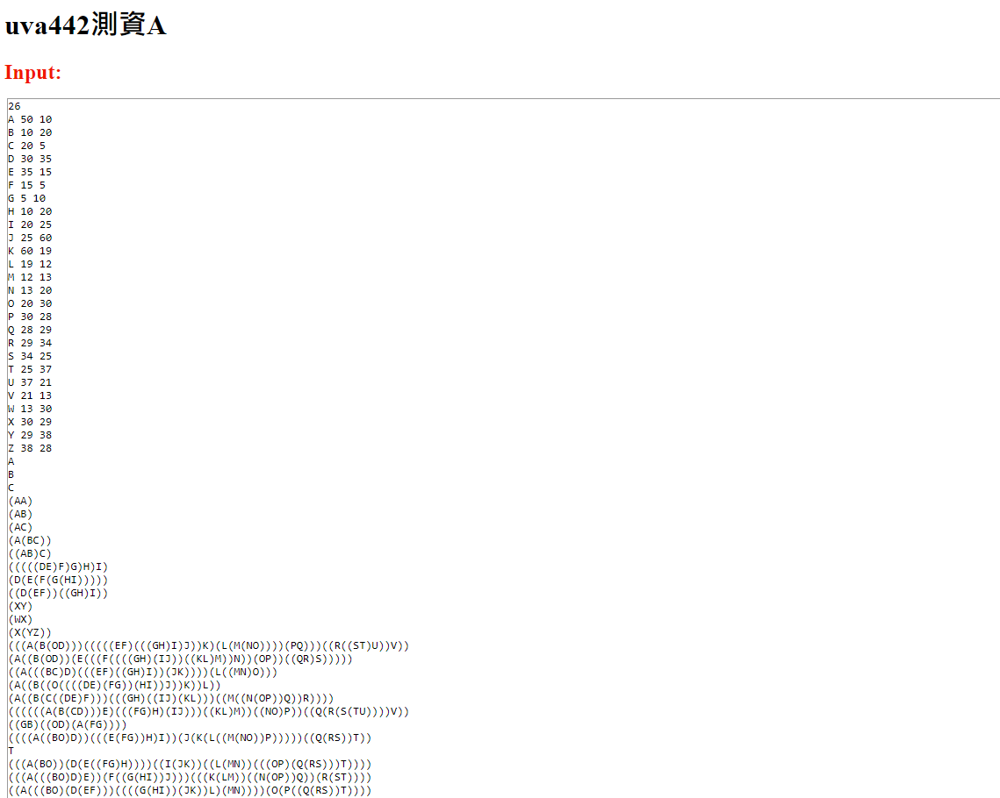 uva442測資A
Input:
26
A 50 10
B 10 20
C 20 5
D 30 35
E 35 15
F 15 5
G 5 10
H 10 20
I 20 25
J 25 60
K 60 19
L 19 12
M 12 13
N 13 20
O 20 30
P 30 28
Q 28 29
R 29 34
S 34 25
T 25 37
U 37 21
V 21 13
W 13 30
X 30 29
Y 29 38
Z 38 28
A
B
C
(AA)
(AB)
(AC)
(A(BC))
((AB)C)
(((((DE)F)G)H)I)
(D(E(F(G(HI)))))
((D(EF))((GH)I))
(XY)
(WX)
(X(YZ))
(((A(B(OD)))(((((EF)(((GH)I)J))K)(L(M(NO))))(PQ)))((R((ST)U))V))
(A((B(OD))(E(((F((((GH)(IJ))((KL)M))N))(OP))((QR)S)))))
((A(((BC)D)(((EF)((GH)I))(JK))))(L((MN)O)))
(A((B((O((((DE)(FG))(HI))J))K))L))
(A((B(C((DE)F)))(((GH)((IJ)(KL)))((M((N(OP))Q))R))))
((((((A(B(CD)))E)(((FG)H)(IJ)))((KL)M))((NO)P))((Q(R(S(TU))))V))
((GB)((OD)(A(FG))))
((((A((BO)D))(((E(FG))H)I))(J(K(L((M(NO))P)))))((Q(RS))T))
T
(((A(BO))(D(E((FG)H))))((I(JK))((L(MN))(((OP)(Q(RS)))T))))
(((A(((BO)D)E))(F((G(HI))J)))(((K(LM))((N(OP))Q))(R(ST))))
((A(((BO)(D(EF)))((((G(HI))(JK))L)(MN))))(O(P((Q(RS))T))))